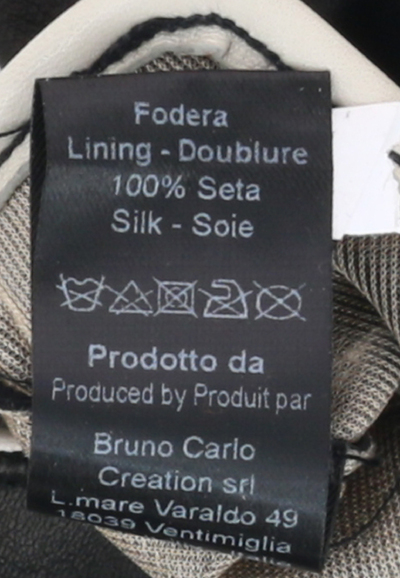 Fodera
Lining - Doublure
100% Seta
Silk - Soie
Prodotto da
Produced by Produit par
Bruno Carlo
Creation srl
L.mare Varaldo 49
18039 Ventimiglia